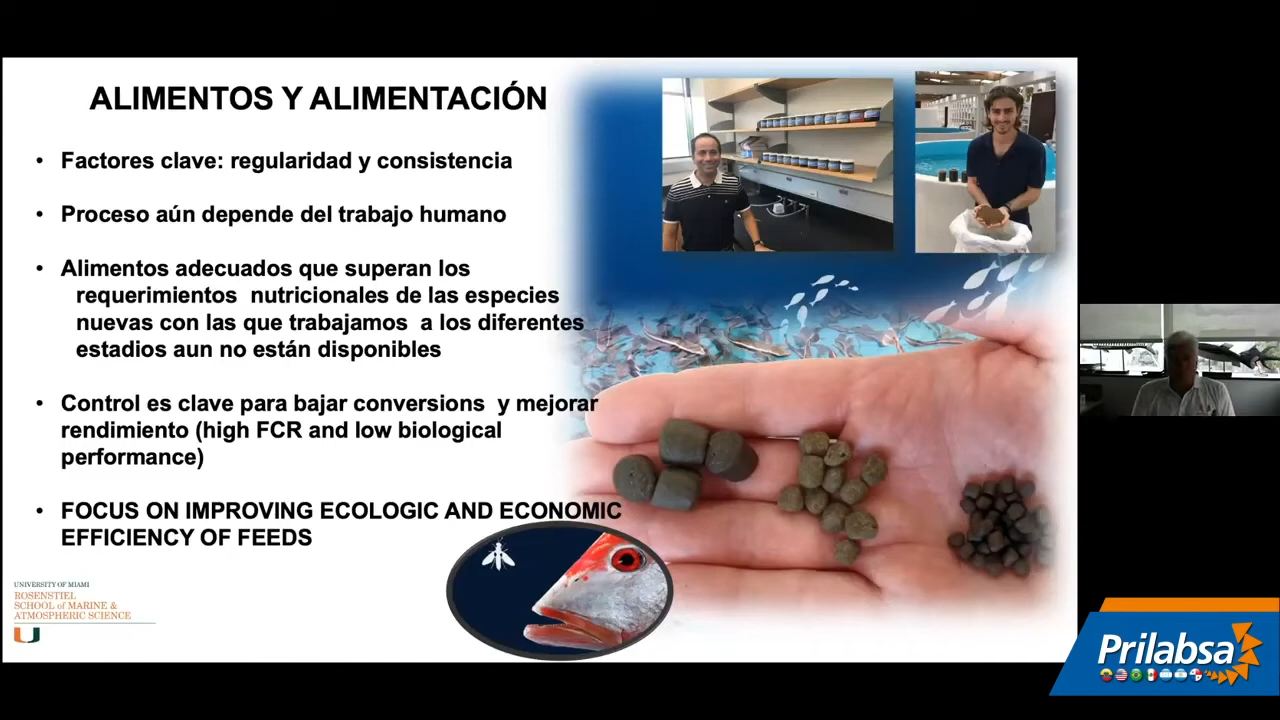 ALIMENTOS Y ALIMENTACIÓN
• Factores clave: regularidad y consistencia
• Proceso aún depende del trabajo humano
• Alimentos adecuados que superan los
requerimientos nutricionales de las especies
nuevas con las que trabajamos a los diferentes
estadios aun no están disponibles
• Control es clave para bajar conversions y mejorar
rendimiento (high FCR and low biological
performance)
• FOCUS ON IMPROVING ECOLOGIC AND ECONOMIC
EFFICIENCY OF FEEDS
UNIVERSITY OF MIAMI
ROSENSTIEL
SCHOOL of MARINE &
ATMOSPHERIC SCIENCE
Prilabsa